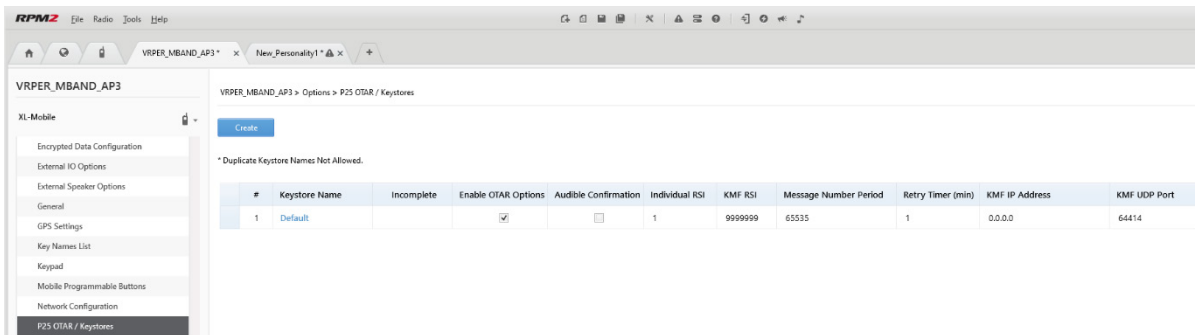 RPM2 File Radio Tools Help
VRPER_MBAND_AP3 * x New_Personality1 * x +
VRPER_MBAND_AP3
VRPER_MBAND_AP3 > Options > P25 OTAR / Keystores
XL-Mobile
Create
Encrypted Data Configuration
* Duplicate Keystore Names Not Allowed.
External IO Options
External Speaker Options
# Keystore Name Incomplete Enable OTAR Options Audible Confirmation Individual RSI KMF RSI Message Number Period Retry Timer (min) KMF IP Address KMF UDP Port
General
1 Default 1 9999999 65535 1 0.0.0.0 64414
GPS Settings
Key Names List
Keypad
Mobile Programmable Buttons
Network Configuration
P25 OTAR / Keystores